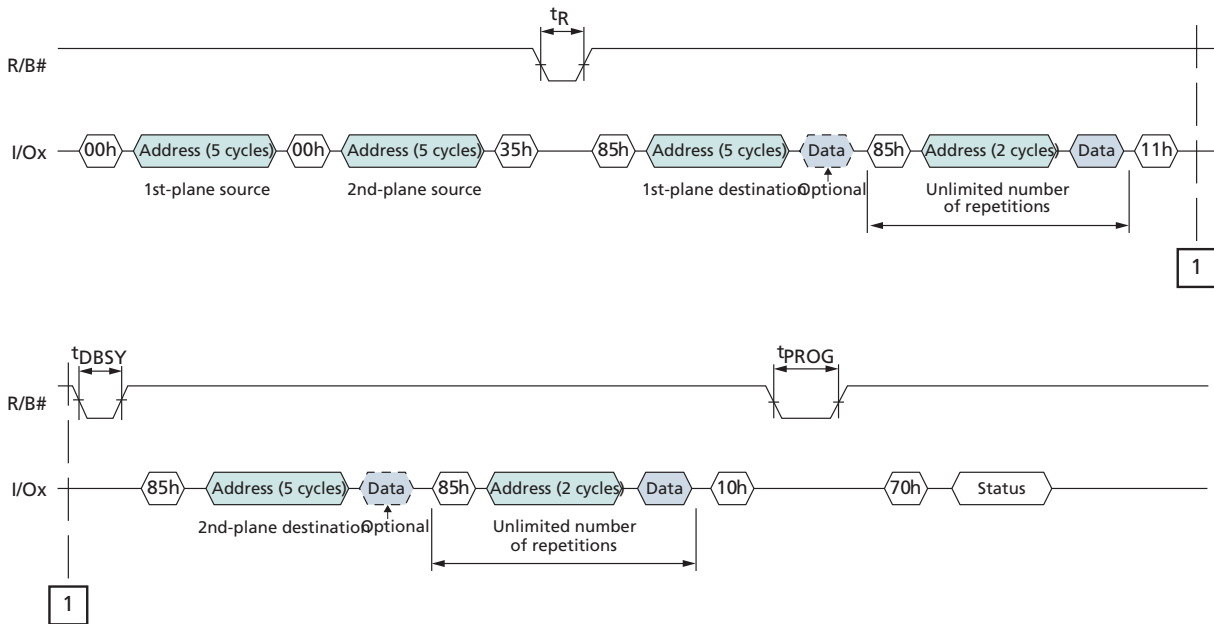 tR
R/B#
I/Ox 00h Address (5 cycles) 00h Address (5 cycles) 35h 85h Address (5 cycles) Data 85h Address (2 cycles) Data 11h
1st-plane source 2nd-plane source 1st-plane destination Optional Unlimited number
of repetitions
1
tDBSY tPROG
R/B#
I/Ox 85h Address (5 cycles) Data 85h Address (2 cycles) Data 10h 70h Status
2nd-plane destination Optional Unlimited number
of repetitions
1